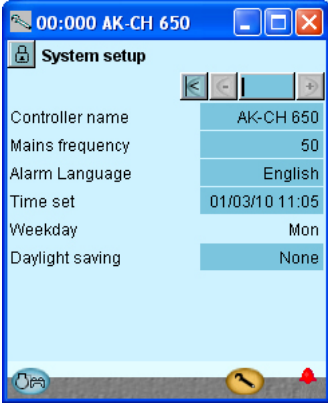 00:000 AK-CH 650
System setup
Controller name AK-CH 650
Mains frequency 50
Alarm Language English
Time set 01/03/10 11:05
Weekday Mon
Daylight saving None